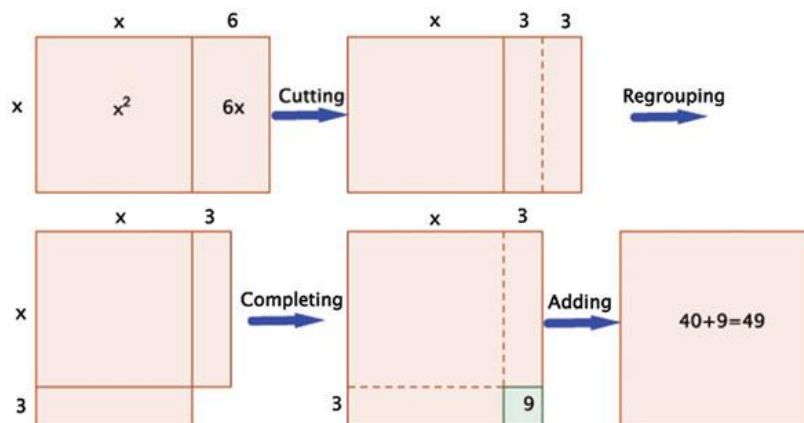 x 6
x
x²
6x
Cutting
x 3 3
Regrouping
x 3
x
3
Completing
x 3
3
9
Adding
40+9=49